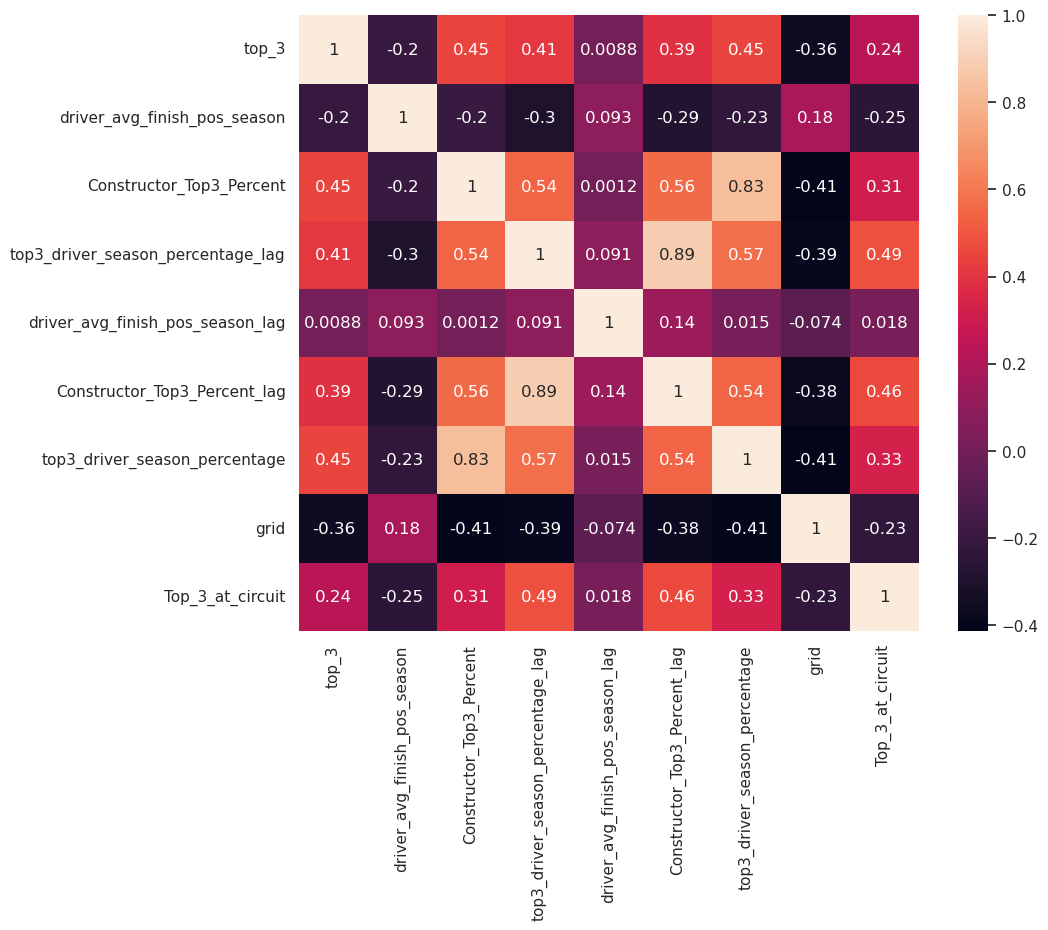 top_3 1 -0.2 0.45 0.41 0.0088 0.39 0.45 -0.36 0.24
driver_avg_finish_pos_season -0.2 1 -0.2 -0.3 0.093 -0.29 -0.23 0.18 -0.25
Constructor_Top3_Percent 0.45 -0.2 1 0.54 0.0012 0.56 0.83 -0.41 0.31
top3_driver_season_percentage_lag 0.41 -0.3 0.54 1 0.091 0.89 0.57 -0.39 0.49
driver_avg_finish_pos_season_lag 0.0088 0.093 0.0012 0.091 1 0.14 0.015 -0.074 0.018
Constructor_Top3_Percent_lag 0.39 -0.29 0.56 0.89 0.14 1 0.54 -0.38 0.46
top3_driver_season_percentage 0.45 -0.23 0.83 0.57 0.015 0.54 1 -0.41 0.33
grid -0.36 0.18 -0.41 -0.39 -0.074 -0.38 -0.41 1 -0.23
Top_3_at_circuit 0.24 -0.25 0.31 0.49 0.018 0.46 0.33 -0.23 1
top_3
driver_avg_finish_pos_season
Constructor_Top3_Percent
top3_driver_season_percentage_lag
driver_avg_finish_pos_season_lag
Constructor_Top3_Percent_lag
top3_driver_season_percentage
grid
Top_3_at_circuit
1.0
0.8
0.6
0.4
0.2
0.0
−0.2
−0.4